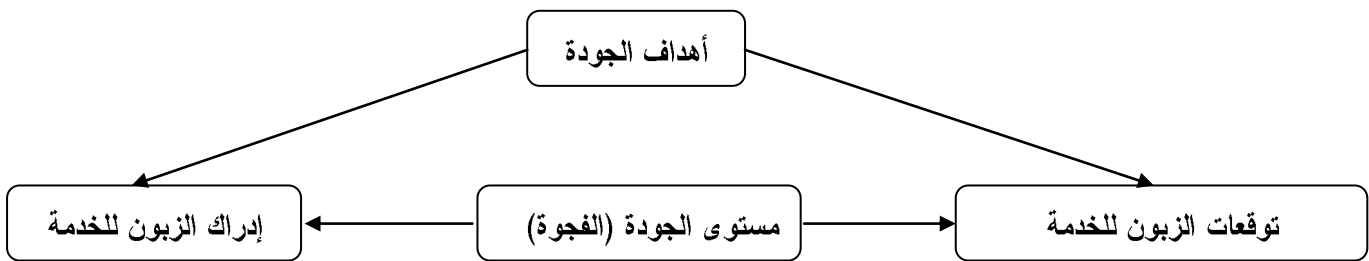 أهداف الجودة
توقعات الزبون للخدمة
مستوى الجودة (الفجوة)
إدراك الزبون للخدمة